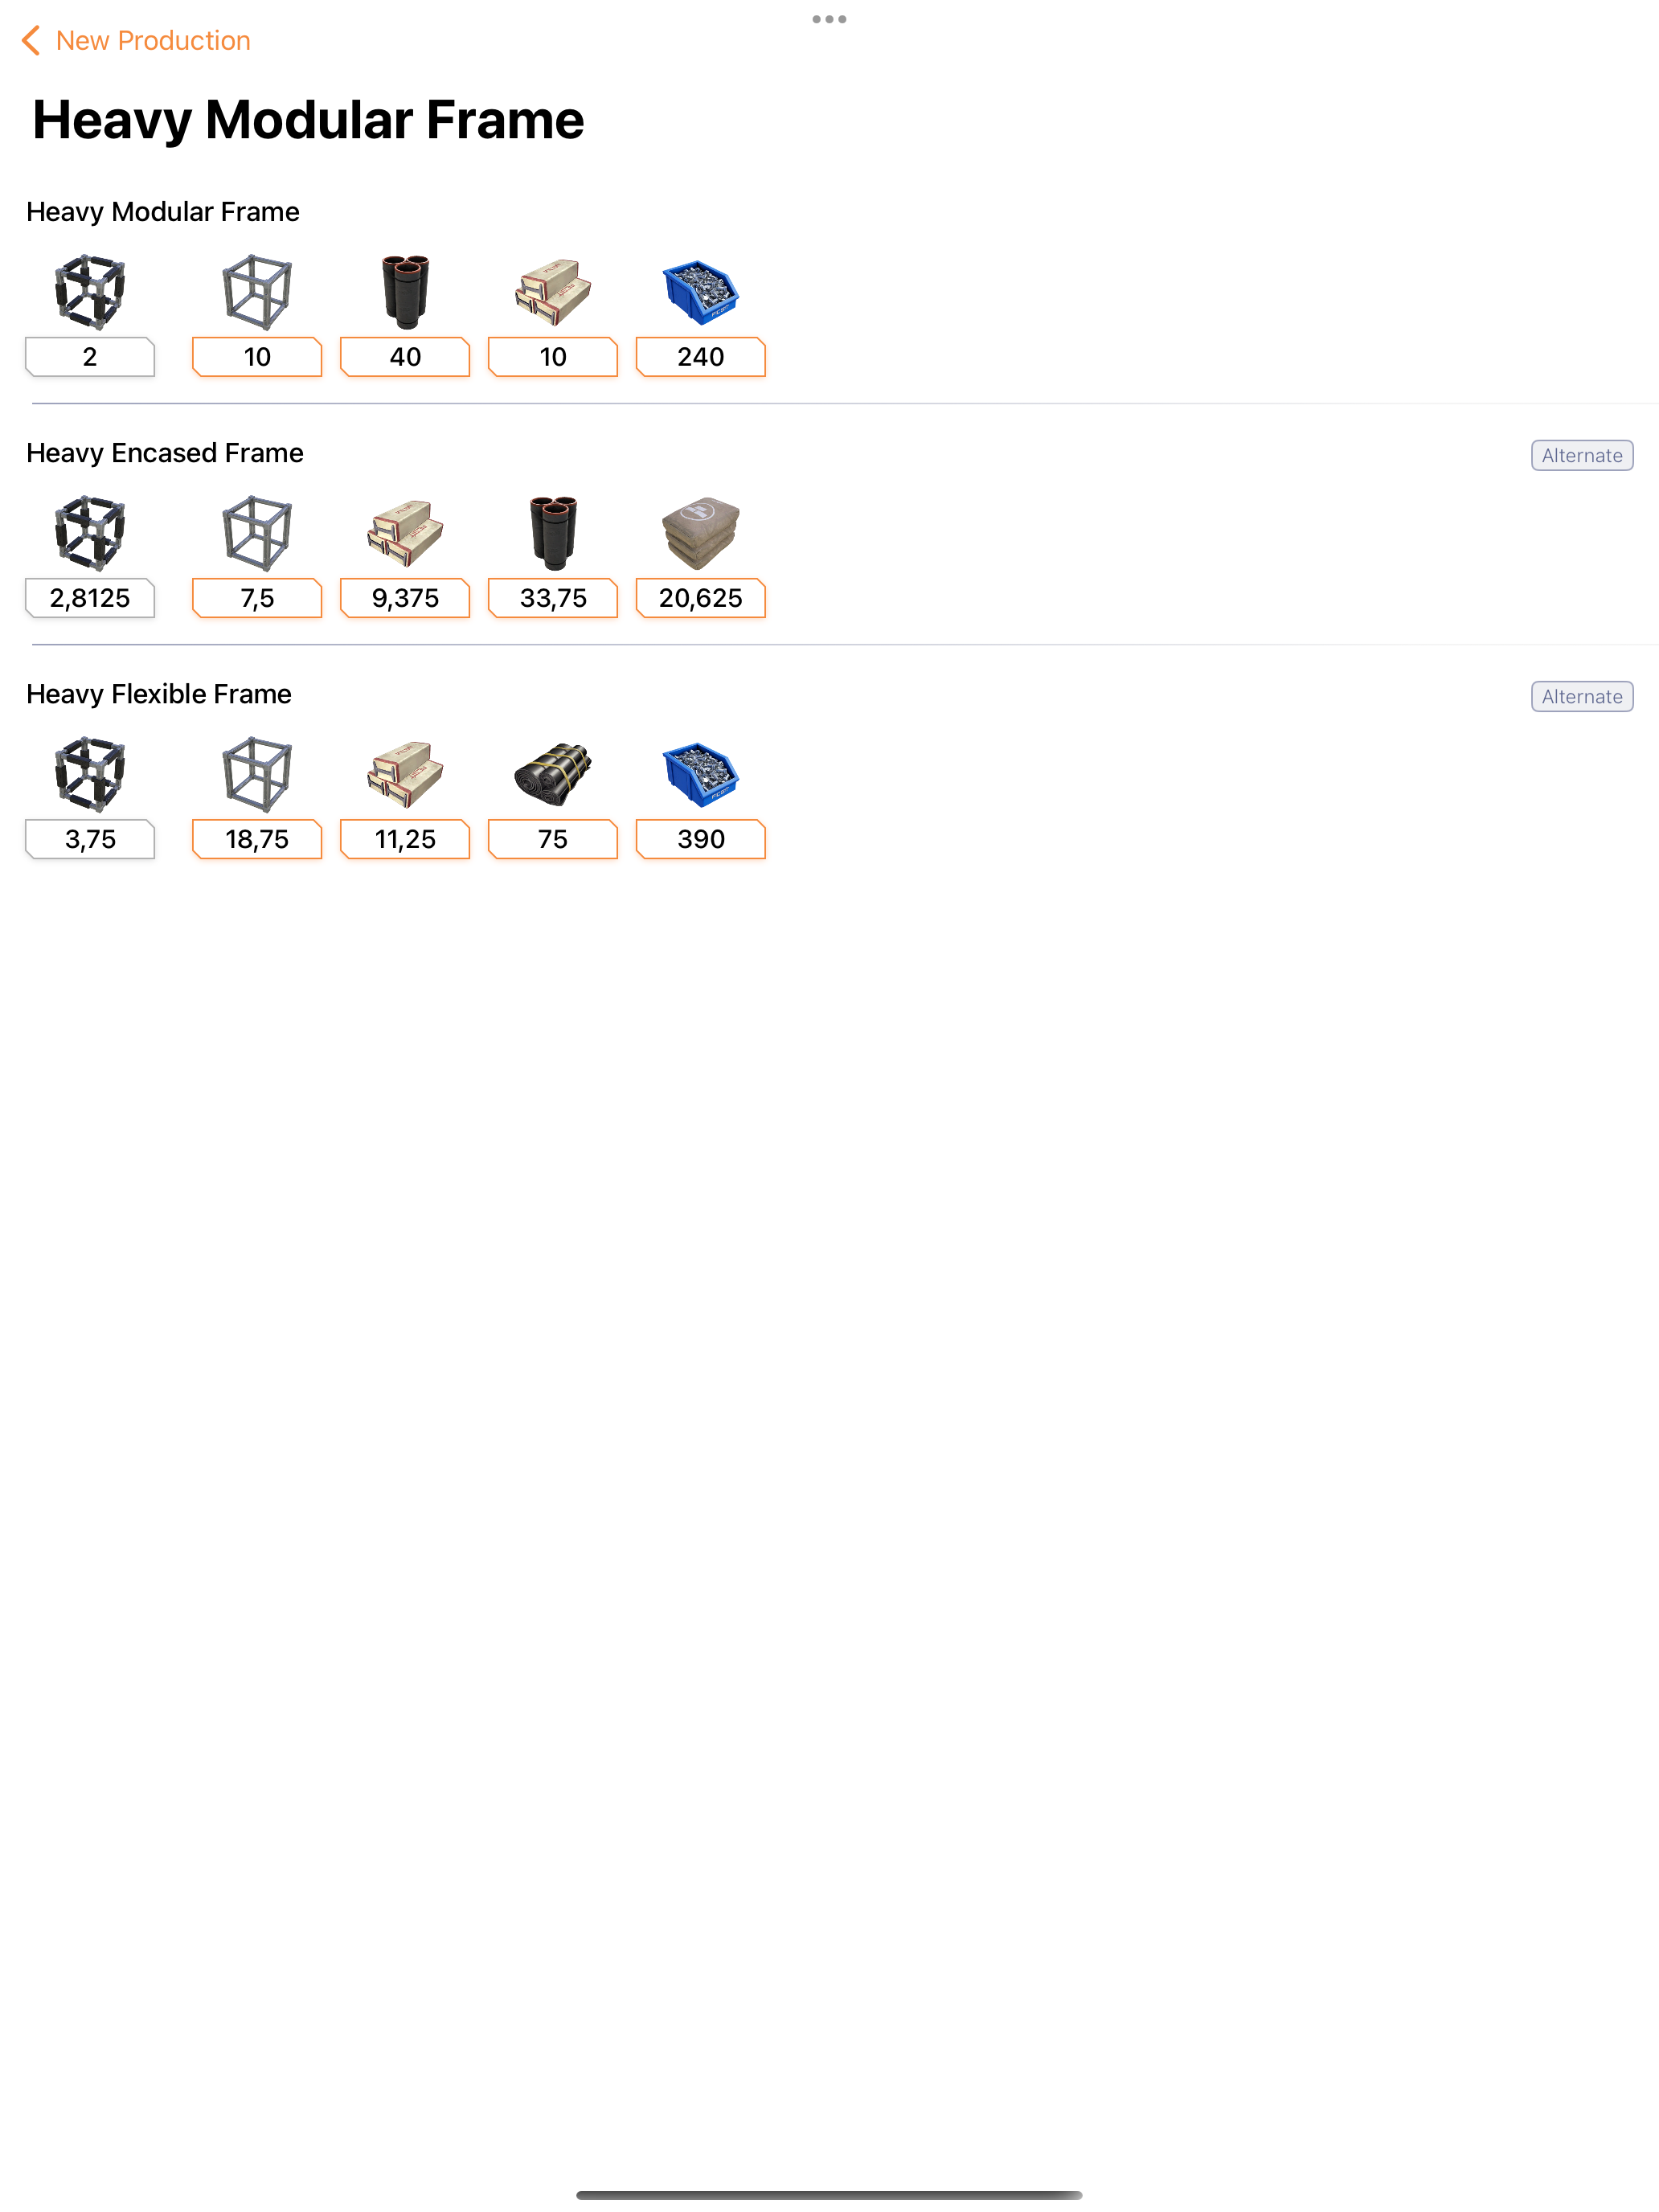 New Production
Heavy Modular Frame
Heavy Modular Frame
2 10 40 10 240
Heavy Encased Frame Alternate
2,8125 7,5 9,375 33,75 20,625
Heavy Flexible Frame Alternate
3,75 18,75 11,25 75 390